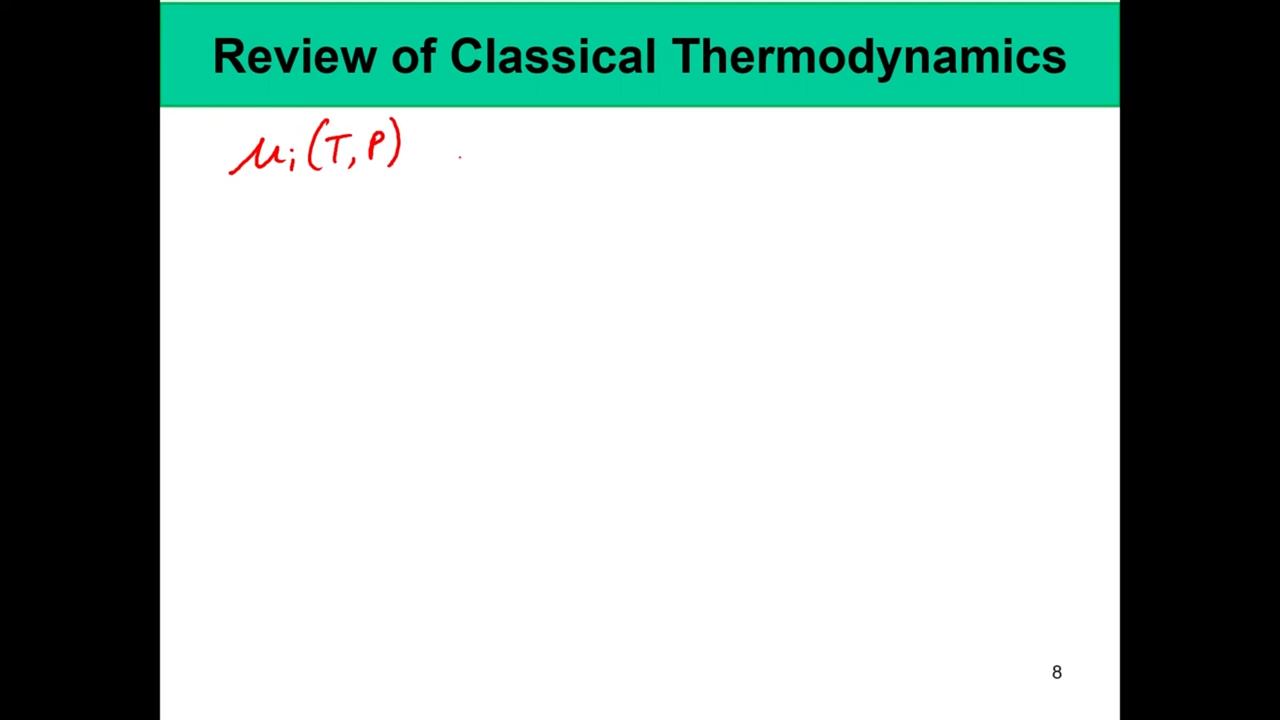 Review of Classical Thermodynamics
μᵢ(T, P)
8